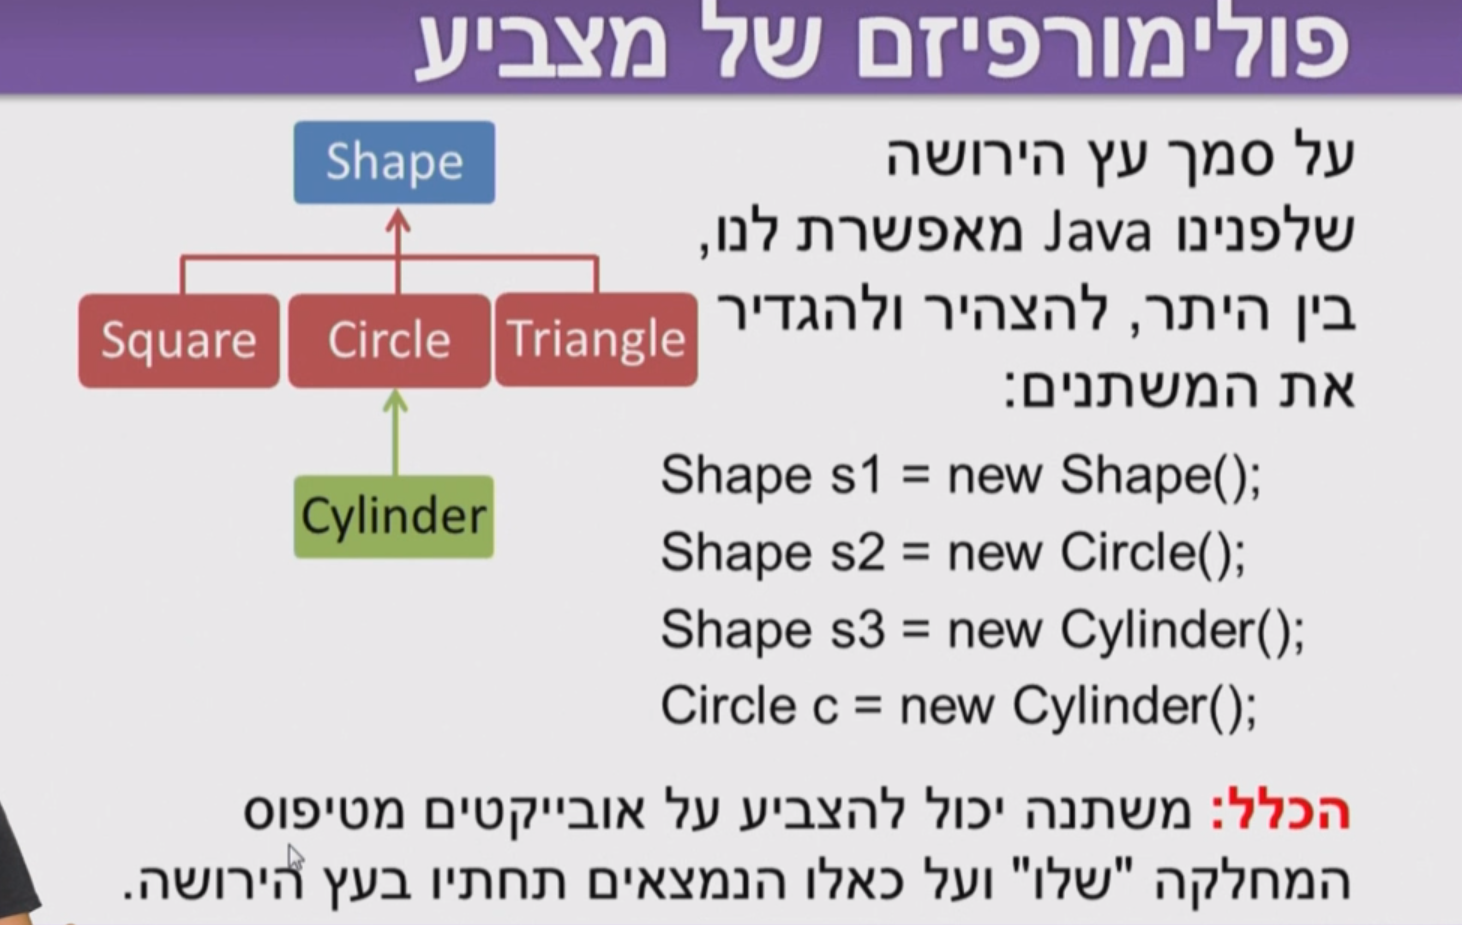 פולימורפיזם של מצביע
על סמך עץ הירושה
שלפנינו Java מאפשרת לנו,
בין היתר, להצהיר ולהגדיר
את המשתנים:
Shape
Square
Circle
Triangle
Cylinder
Shape s1 = new Shape();
Shape s2 = new Circle();
Shape s3 = new Cylinder();
Circle c = new Cylinder();
הכלל: משתנה יכול להצביע על אובייקטים מטיפוס
המחלקה "שלו" ועל כאלו הנמצאים תחתיו בעץ הירושה.